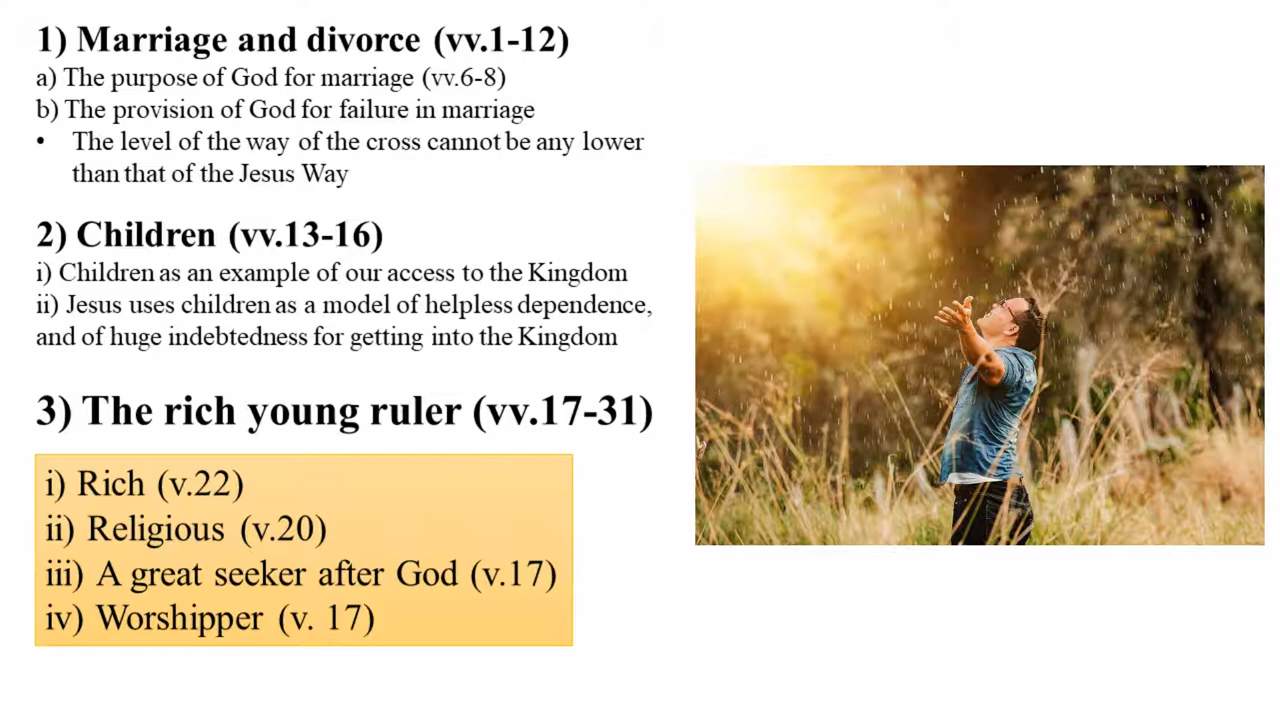 1) Marriage and divorce (vv.1-12)
a) The purpose of God for marriage (vv.6-8)
b) The provision of God for failure in marriage
• The level of the way of the cross cannot be any lower
than that of the Jesus Way
2) Children (vv.13-16)
i) Children as an example of our access to the Kingdom
ii) Jesus uses children as a model of helpless dependence,
and of huge indebtedness for getting into the Kingdom
3) The rich young ruler (vv.17-31)
i) Rich (v.22)
ii) Religious (v.20)
iii) A great seeker after God (v.17)
iv) Worshipper (v. 17)